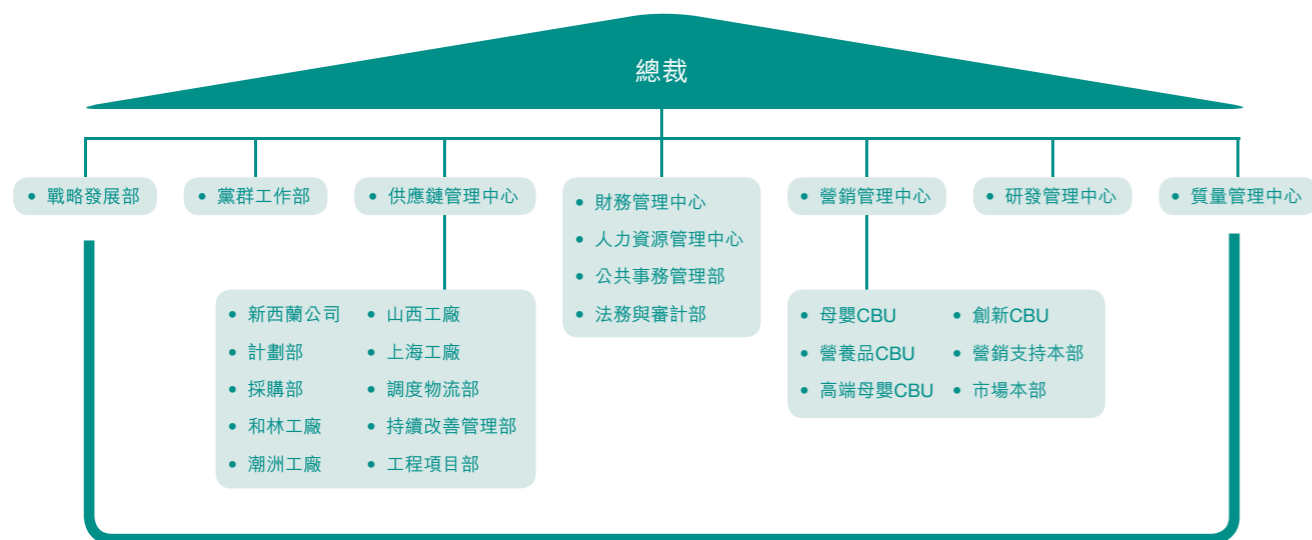 總裁
• 戰略發展部
• 黨群工作部
• 供應鏈管理中心
• 新西蘭公司
• 計劃部
• 採購部
• 和林工廠
• 潮洲工廠
• 山西工廠
• 上海工廠
• 調度物流部
• 持續改善管理部
• 工程項目部
• 財務管理中心
• 人力資源管理中心
• 公共事務管理部
• 法務與審計部
• 營銷管理中心
• 母嬰CBU
• 營養品CBU
• 高端母嬰CBU
• 創新CBU
• 營銷支持本部
• 市場本部
• 研發管理中心
• 質量管理中心